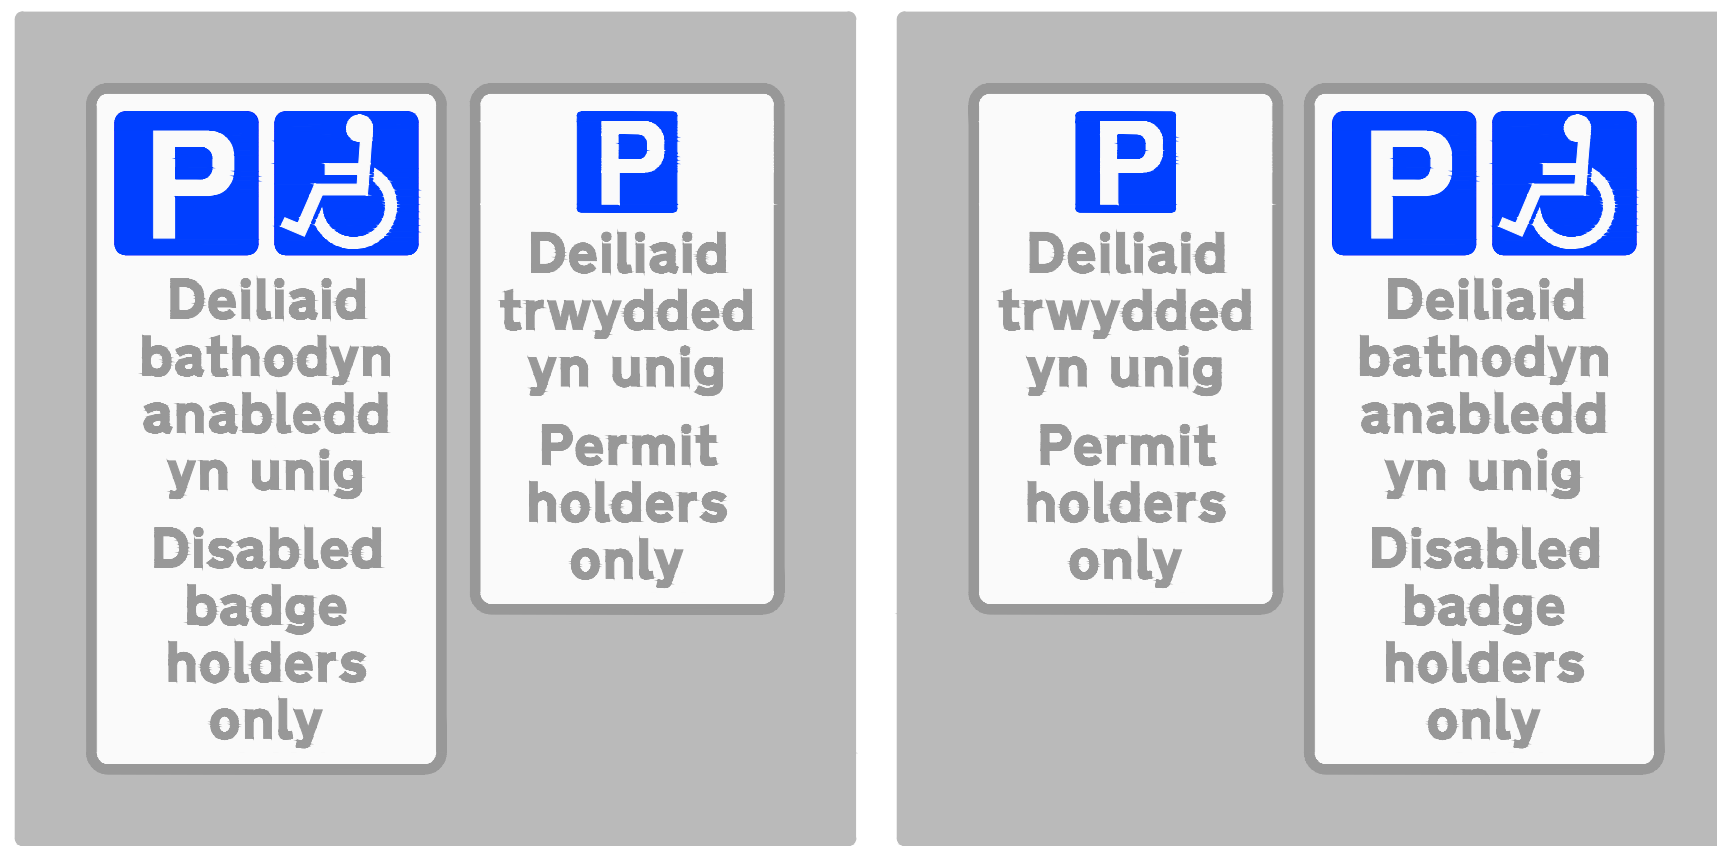 P
Deiliaid
bathodyn
anabledd
yn unig
Disabled
badge
holders
only
P
Deiliaid
trwydded
yn unig
Permit
holders
only
P
Deiliaid
trwydded
yn unig
Permit
holders
only
P
Deiliaid
bathodyn
anabledd
yn unig
Disabled
badge
holders
only